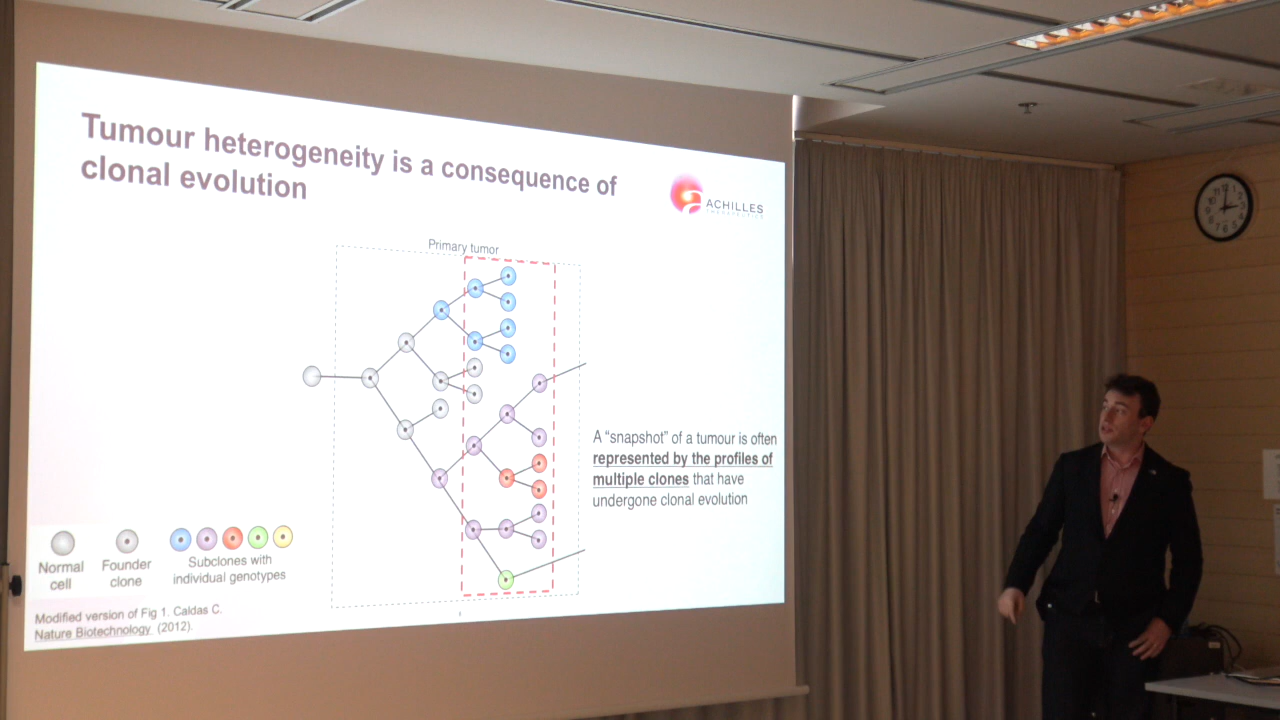 Tumour heterogeneity is a consequence of
clonal evolution
ACHILLES
THERAPEUTICS
Primary tumor
A “snapshot” of a tumour is often
represented by the profiles of
multiple clones that have
undergone clonal evolution
Normal
cell
Founder
clone
Subclones with
individual genotypes
Modified version of Fig 1. Caldas C.
Nature Biotechnology (2012).